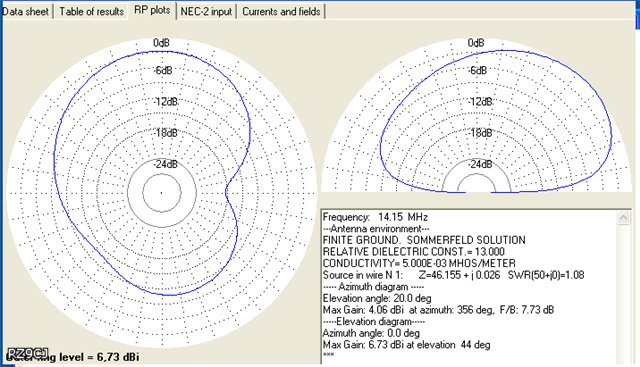 Data sheet Table of results RP plots NEC-2 input Currents and fields
0dB
-6dB
-12dB
-18dB
-24dB
0dB
-6dB
-12dB
-18dB
-24dB
Frequency: 14.15 MHz
---Antenna environment---
FINITE GROUND. SOMMERFELD SOLUTION
RELATIVE DIELECTRIC CONST.= 13.000
CONDUCTIVITY= 5.000E-03 MHOS/METER
Source in wire N 1: Z=46.155 + j 0.026 SWR(50+j0)=1.08
----- Azimuth diagram -----
Elevation angle: 20.0 deg
Max Gain: 4.06 dBi at azimuth: 356 deg, F/B: 7.73 dB
-----Elevation diagram-----
Azimuth angle: 0.0 deg
Max Gain: 6.73 dBi at elevation 44 deg
***
ring level = 6,73 dBi